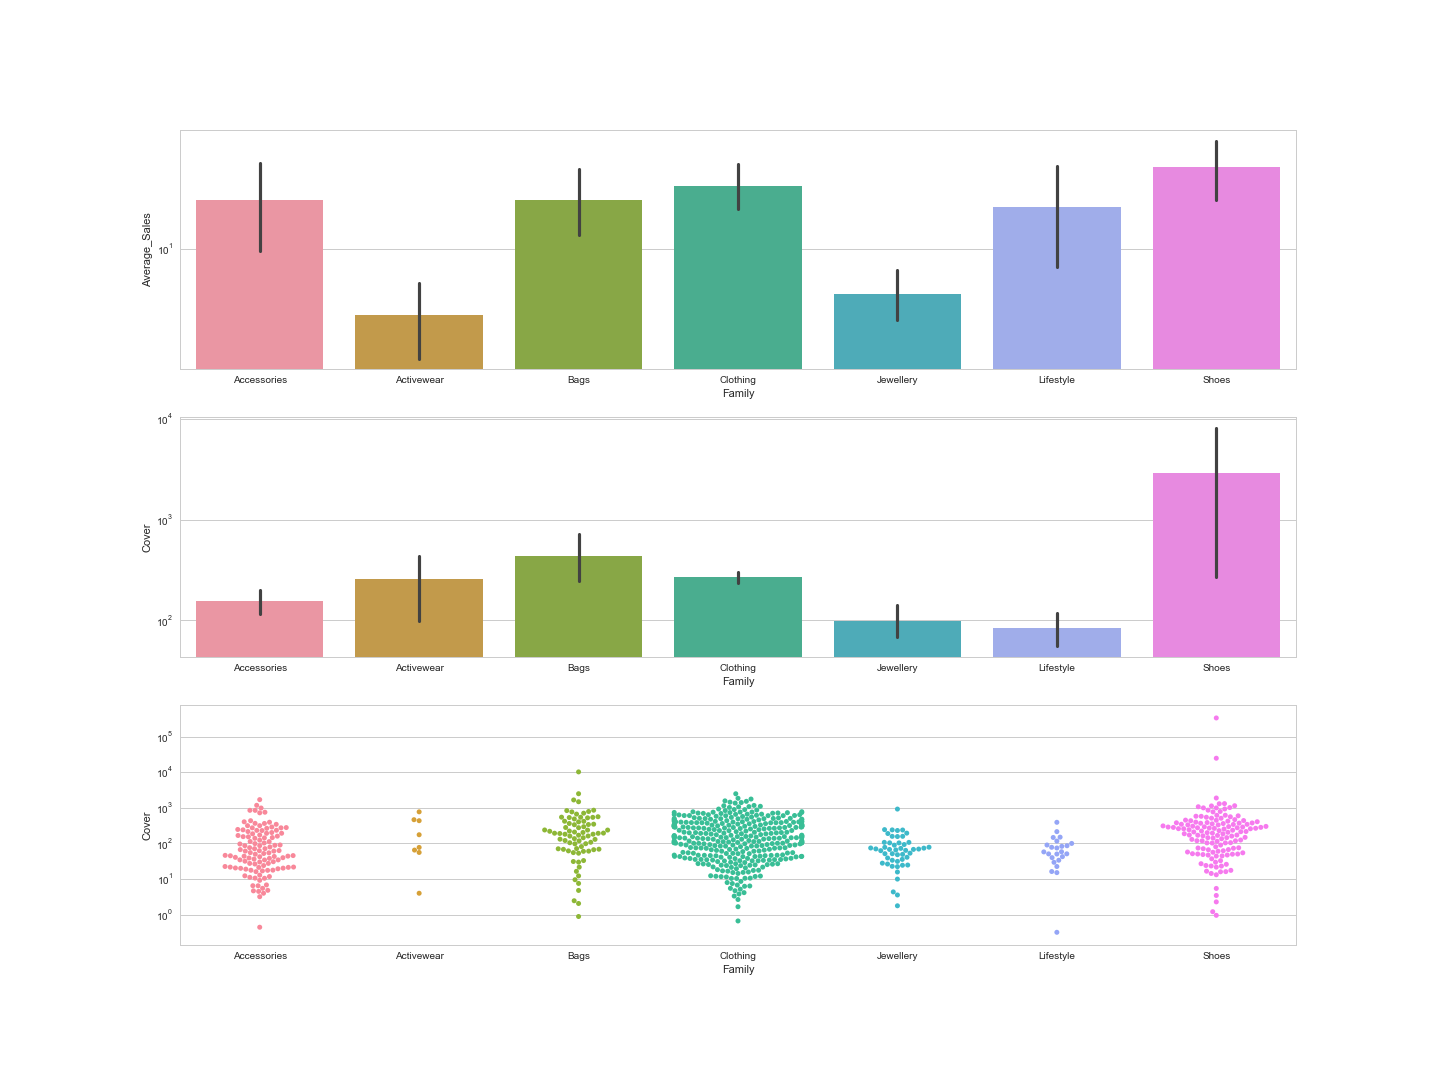 Average_Sales
10¹
Accessories Activewear Bags Clothing Jewellery Lifestyle Shoes
Family
Cover
10⁴
10³
10²
Accessories Activewear Bags Clothing Jewellery Lifestyle Shoes
Family
Cover
10⁵
10⁴
10³
10²
10¹
10⁰
Accessories Activewear Bags Clothing Jewellery Lifestyle Shoes
Family